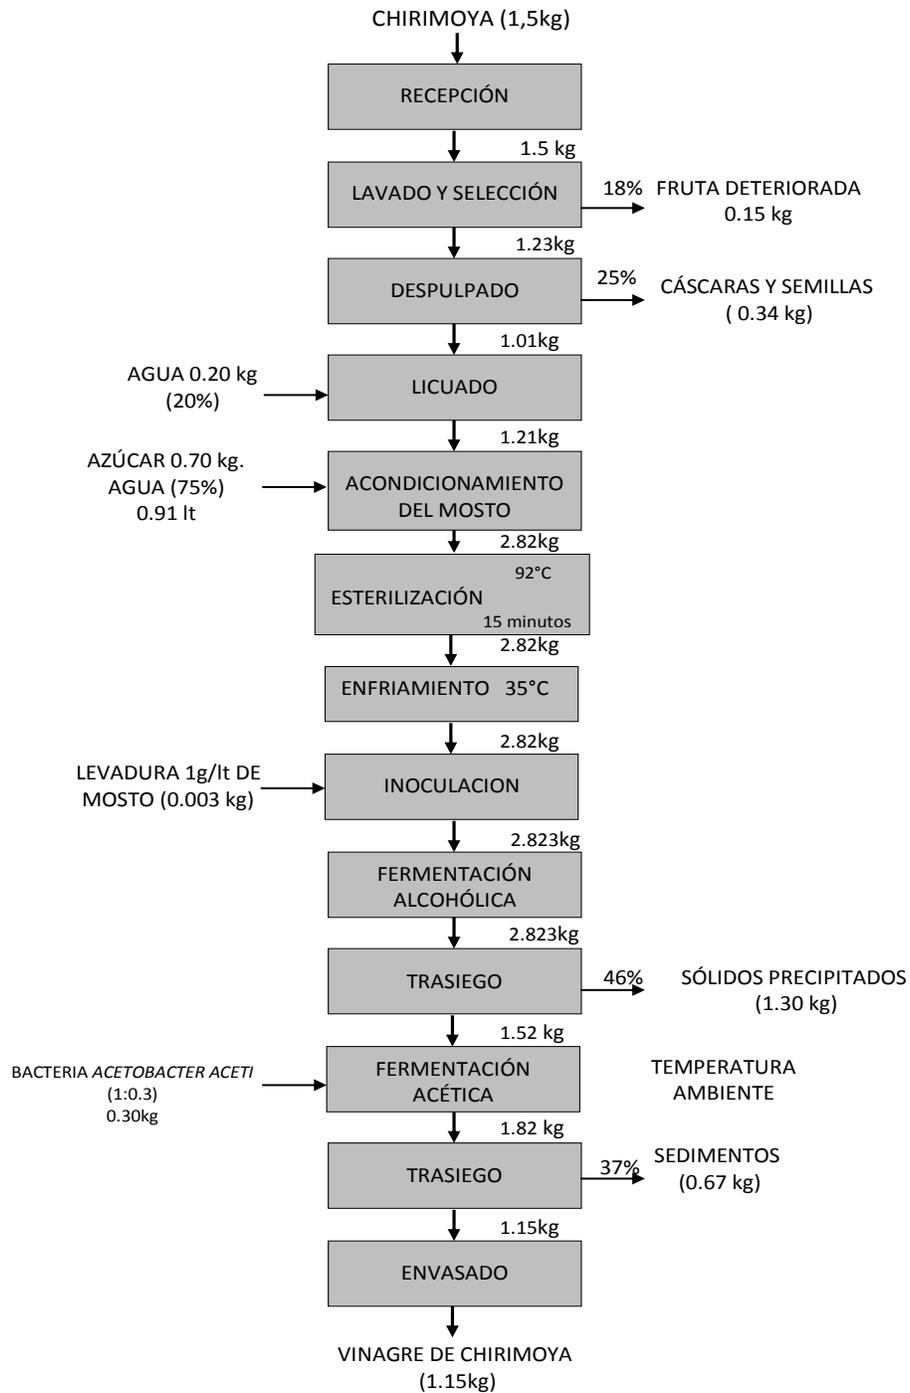 CHIRIMOYA (1,5kg)
RECEPCIÓN
1.5 kg
LAVADO Y SELECCIÓN
18%
FRUTA DETERIORADA
0.15 kg
1.23kg
DESPULPADO
25%
CÁSCARAS Y SEMILLAS
( 0.34 kg)
1.01kg
AGUA 0.20 kg
(20%)
LICUADO
1.21kg
AZÚCAR 0.70 kg.
AGUA (75%)
0.91 lt
ACONDICIONAMIENTO
DEL MOSTO
2.82kg
92°C
ESTERILIZACIÓN
15 minutos
2.82kg
ENFRIAMIENTO 35°C
2.82kg
LEVADURA 1g/lt DE
MOSTO (0.003 kg)
INOCULACION
2.823kg
FERMENTACIÓN
ALCOHÓLICA
2.823kg
TRASIEGO
46%
SÓLIDOS PRECIPITADOS
(1.30 kg)
1.52 kg
BACTERIA ACETOBACTER ACETI
(1:0.3)
0.30kg
FERMENTACIÓN
ACÉTICA
TEMPERATURA
AMBIENTE
1.82 kg
TRASIEGO
37%
SEDIMENTOS
(0.67 kg)
1.15kg
ENVASADO
VINAGRE DE CHIRIMOYA
(1.15kg)